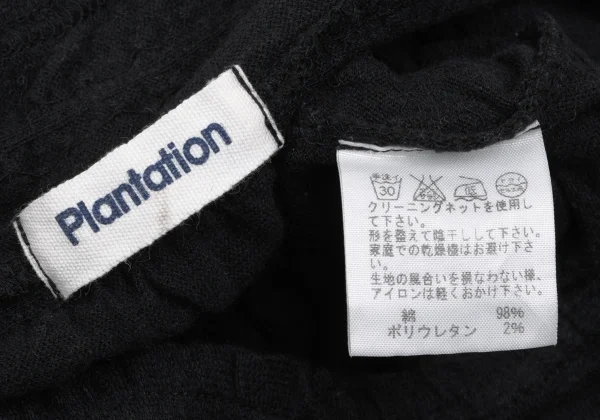 Plantation
手洗イ
30
低
クリーニングネットを使用し
て下さい。
形を整えて陰干しして下さい。
家庭での乾燥機はお避け下さ
い。
生地の風合いを損なわない様、
アイロンは軽くおかけ下さい。
綿 98%
ポリウレタン 2%